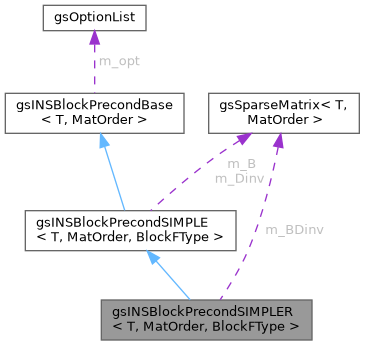 gsOptionList
m_opt
gsINSBlockPrecondBase
< T, MatOrder >
gsSparseMatrix< T,
MatOrder >
m_B
m_Dinv
gsINSBlockPrecondSIMPLE
< T, MatOrder, BlockFType >
m_BDinv
gsINSBlockPrecondSIMPLER
< T, MatOrder, BlockFType >